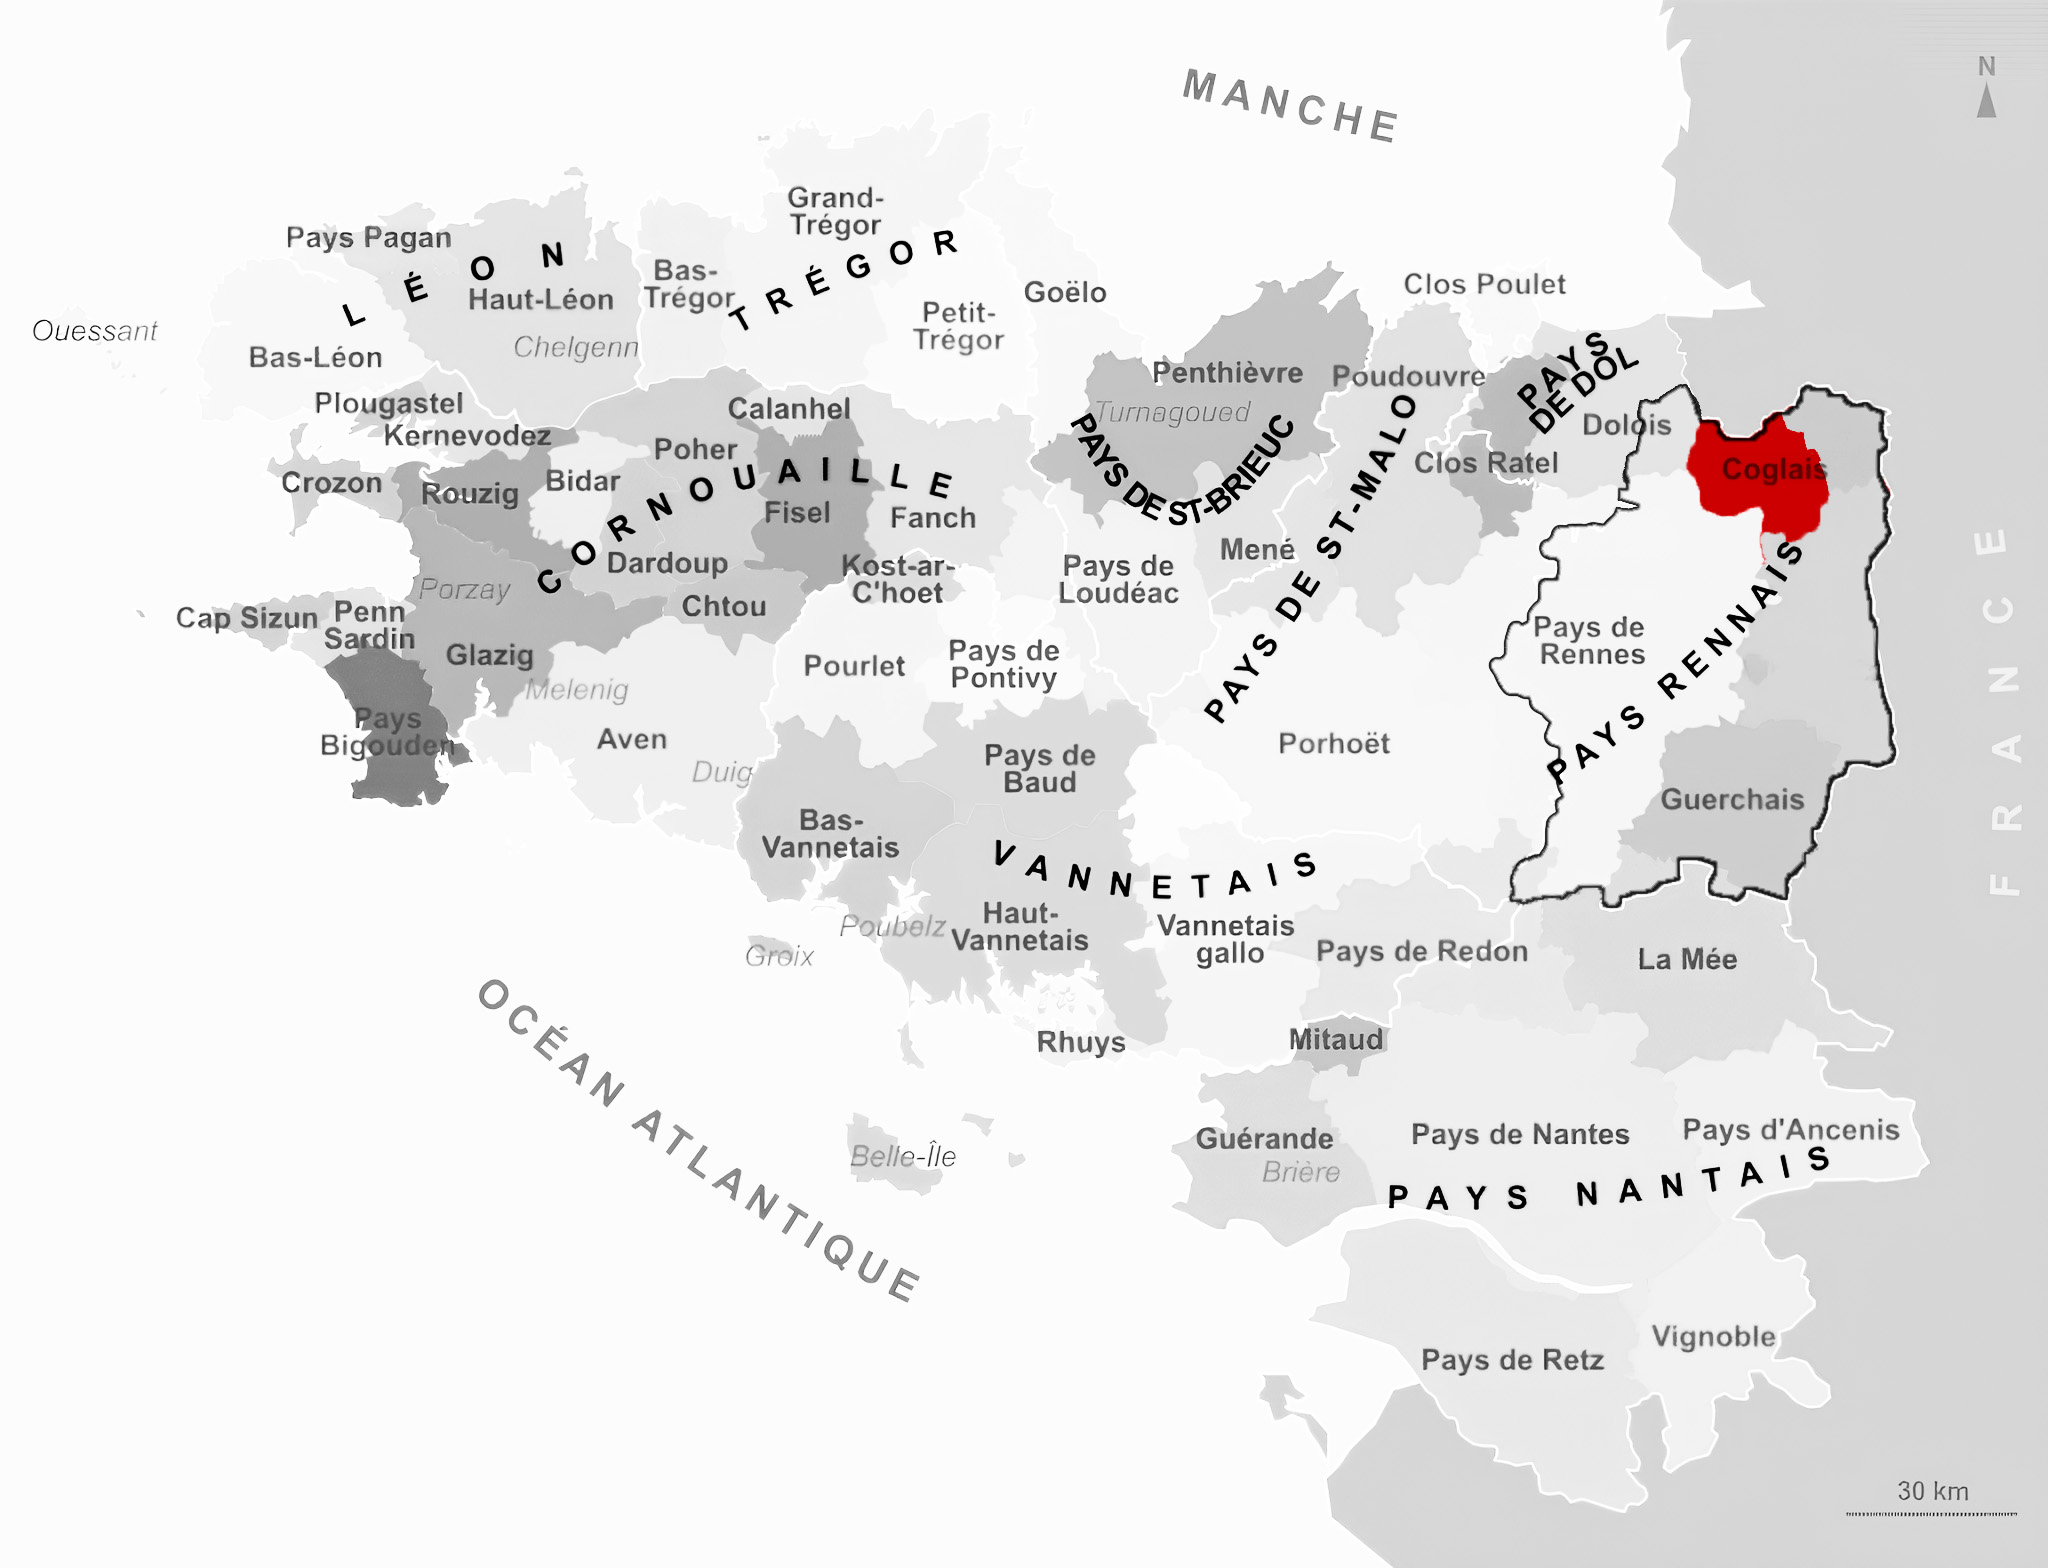 MANCHE
N
Grand-
Trégor
Pays Pagan
LÉON
TRÉGOR
Bas-
Trégor
Haut-Léon
Goëlo
Clos Poulet
Petit-
Trégor
Ouessant
Chelgenn
Bas-Léon
PAYS
DE DOL
Penthièvre
Poudouvre
Plougastel
Calanhel
Turnagoued
Dolois
Kernevodez
Poher
PAYS DE ST-BRIEUC
PAYS DE ST-MALO
Clos Ratel
Coglais
Crozon
Rouzig
Bidar
CORNOUAILLE
Fisel
Fanch
Mené
FRANCE
Dardoup
Kost-ar-
C'hoet
Pays de
Loudéac
Porzay
Chtou
Cap Sizun
Penn
Sardin
Pays de
Rennes
PAYS RENNAIS
Glazig
Pourlet
Pays de
Pontivy
Melenig
Pays
Bigouden
Aven
Porhoët
Duig
Pays de
Baud
Guerchais
Bas-
Vannetais
VANNETAIS
Poubelz
Haut-
Vannetais
Vannetais
gallo
Groix
Pays de Redon
La Mée
OCÉAN ATLANTIQUE
Rhuys
Mitaud
Guérande
Pays de Nantes
Pays d'Ancenis
Belle-Île
Brière
PAYS NANTAIS
Vignoble
Pays de Retz
30 km